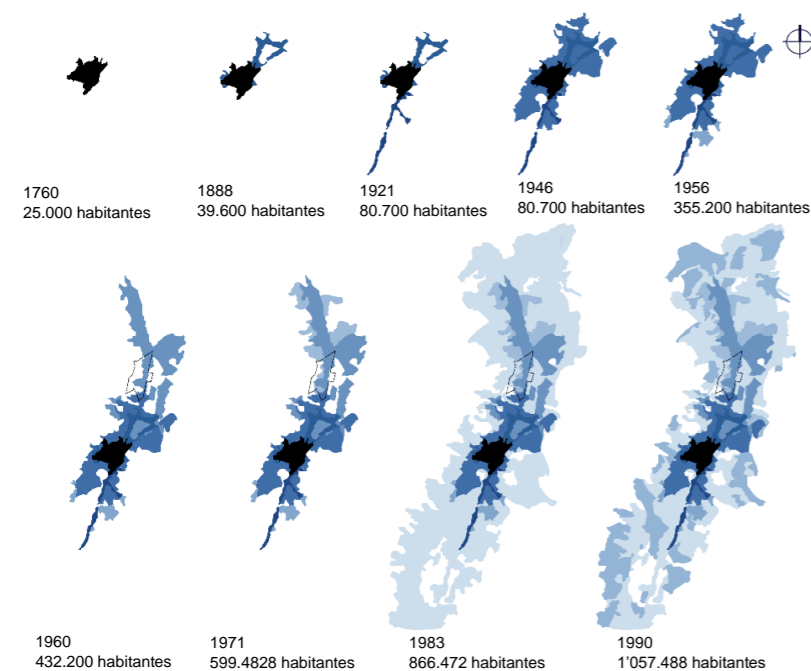 1760
25.000 habitantes
1888
39.600 habitantes
1921
80.700 habitantes
1946
80.700 habitantes
1956
355.200 habitantes
1960
432.200 habitantes
1971
599.4828 habitantes
1983
866.472 habitantes
1990
1'057.488 habitantes